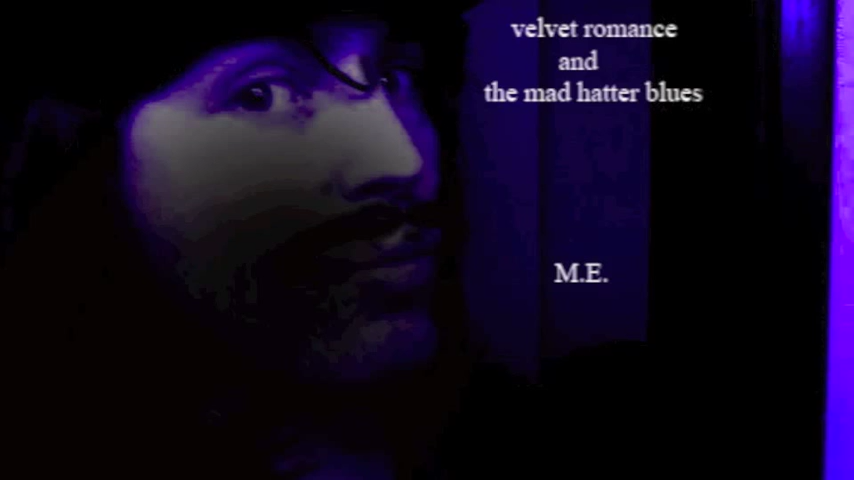 velvet romance
and
the mad hatter blues
M.E.